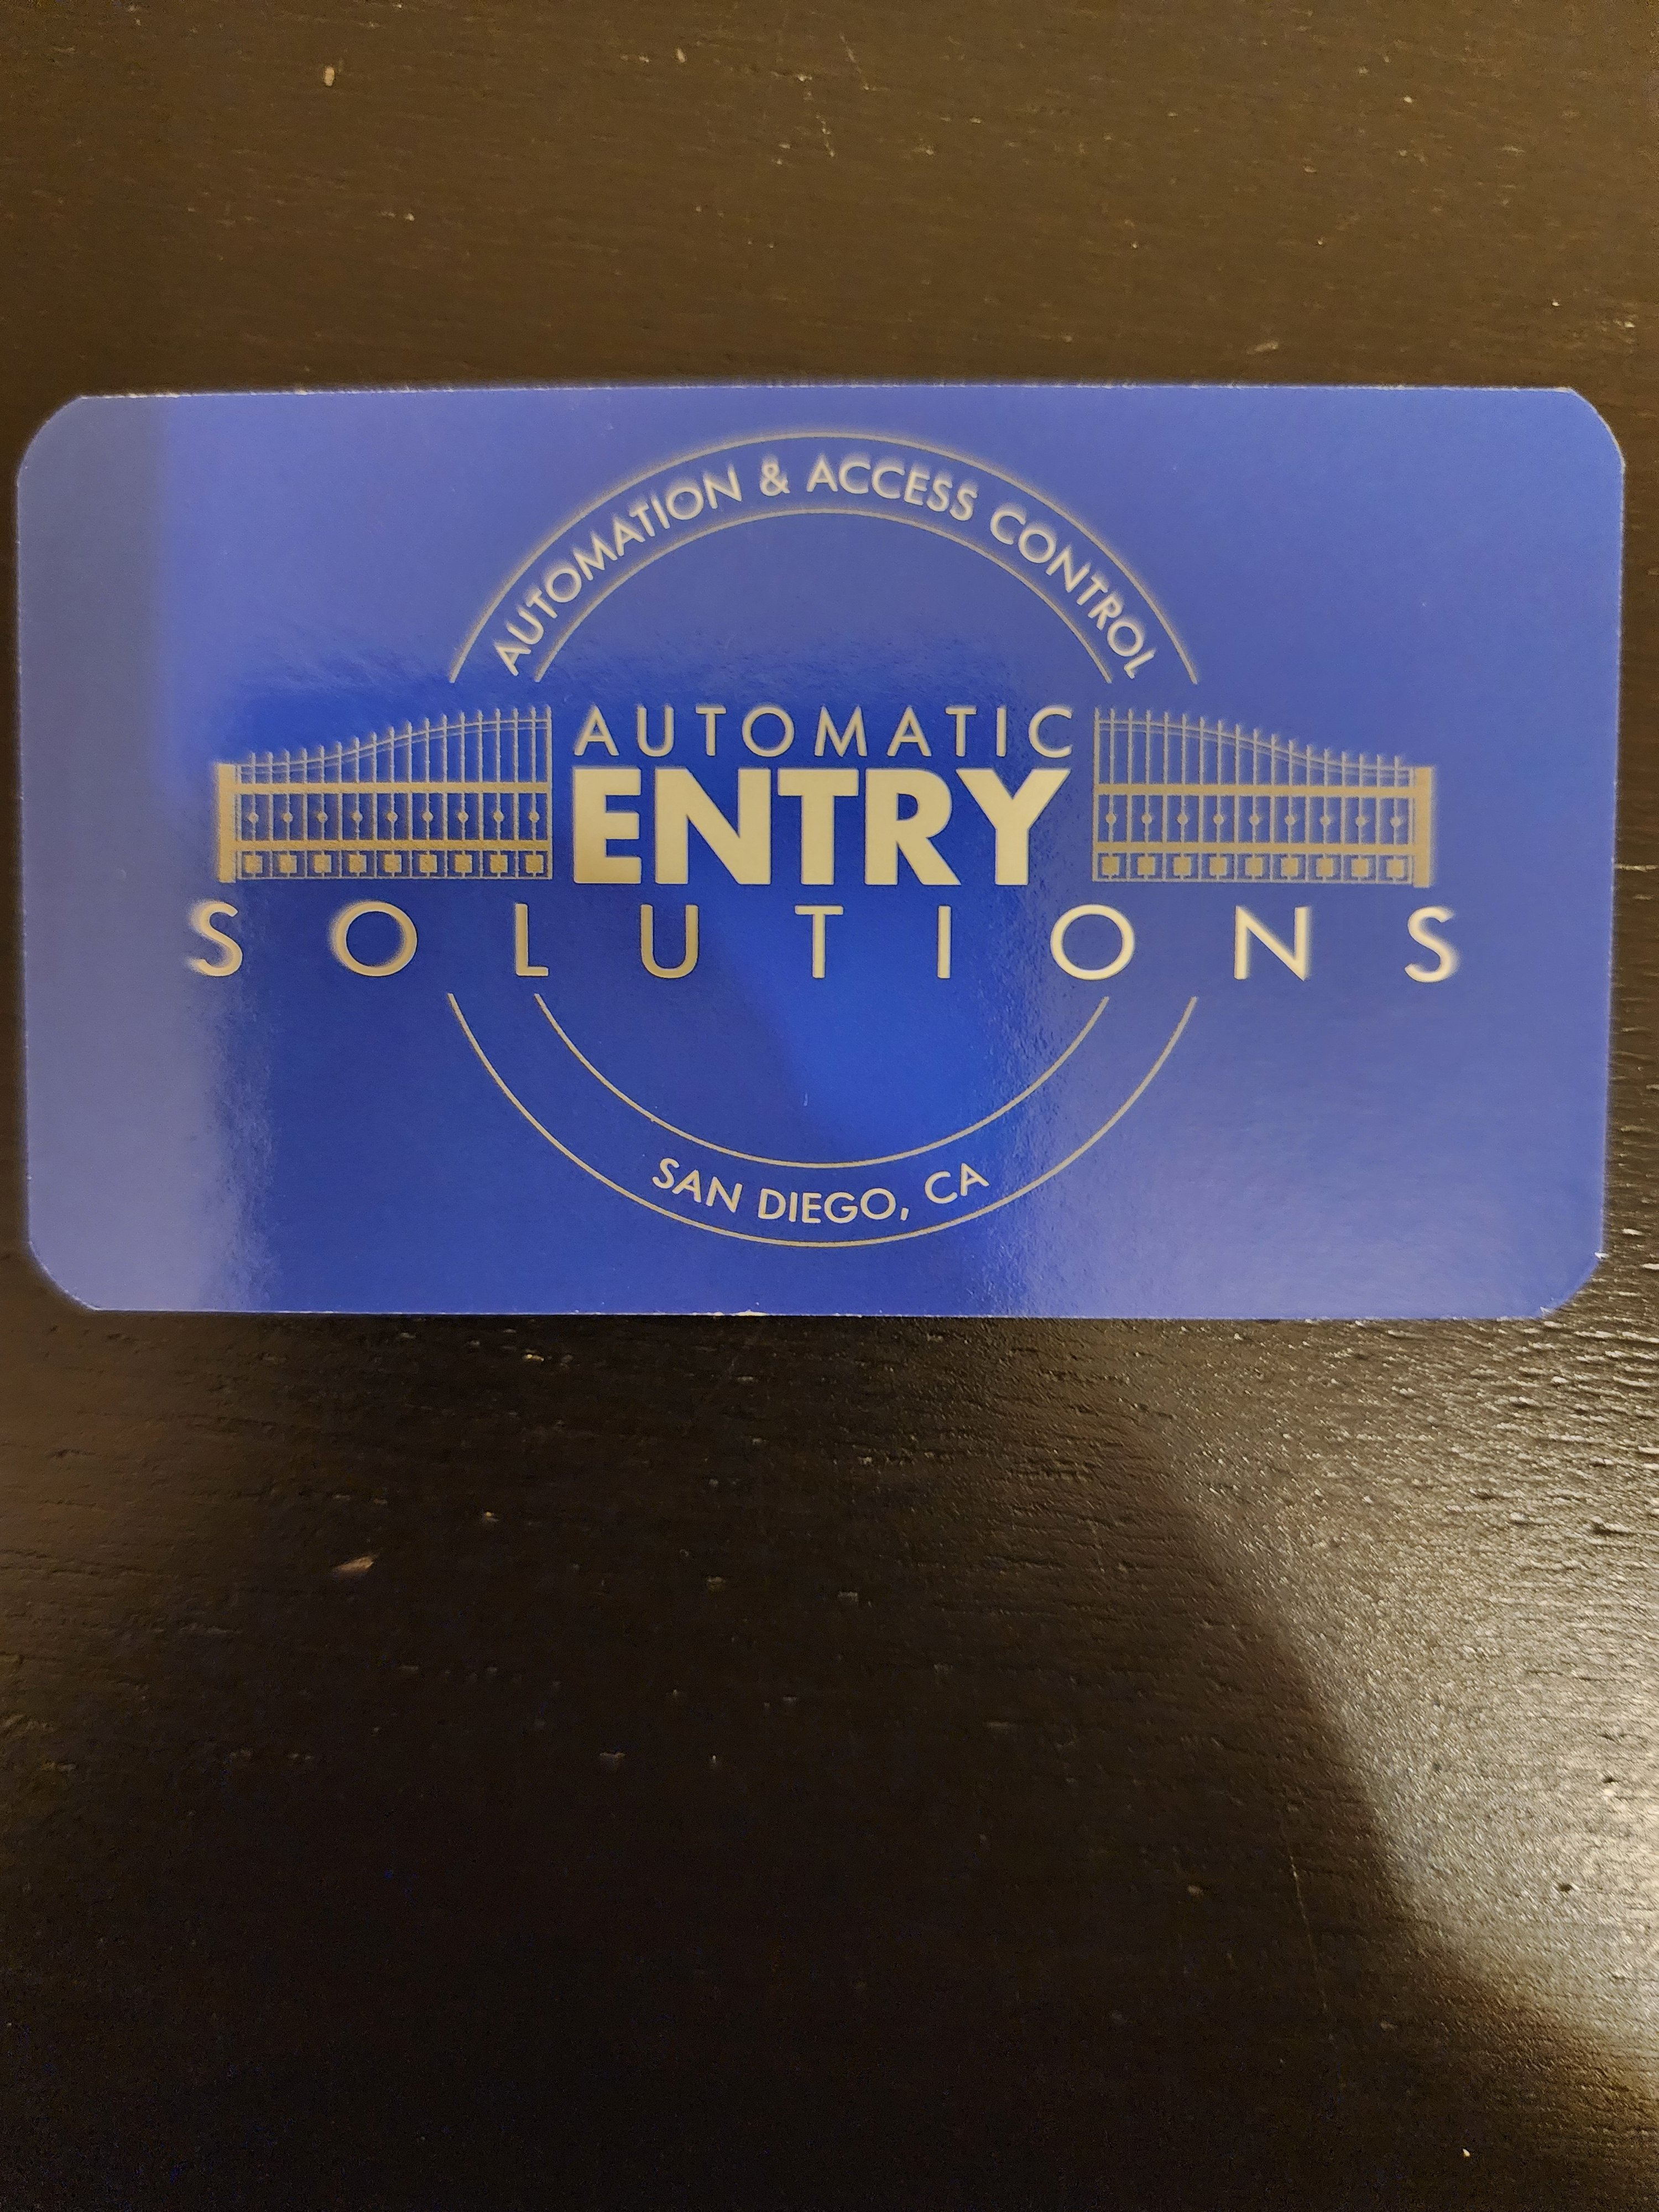 AUTOMATION & ACCESS CONTROL
AUTOMATIC
ENTRY
SOLUTIONS
SAN DIEGO, CA